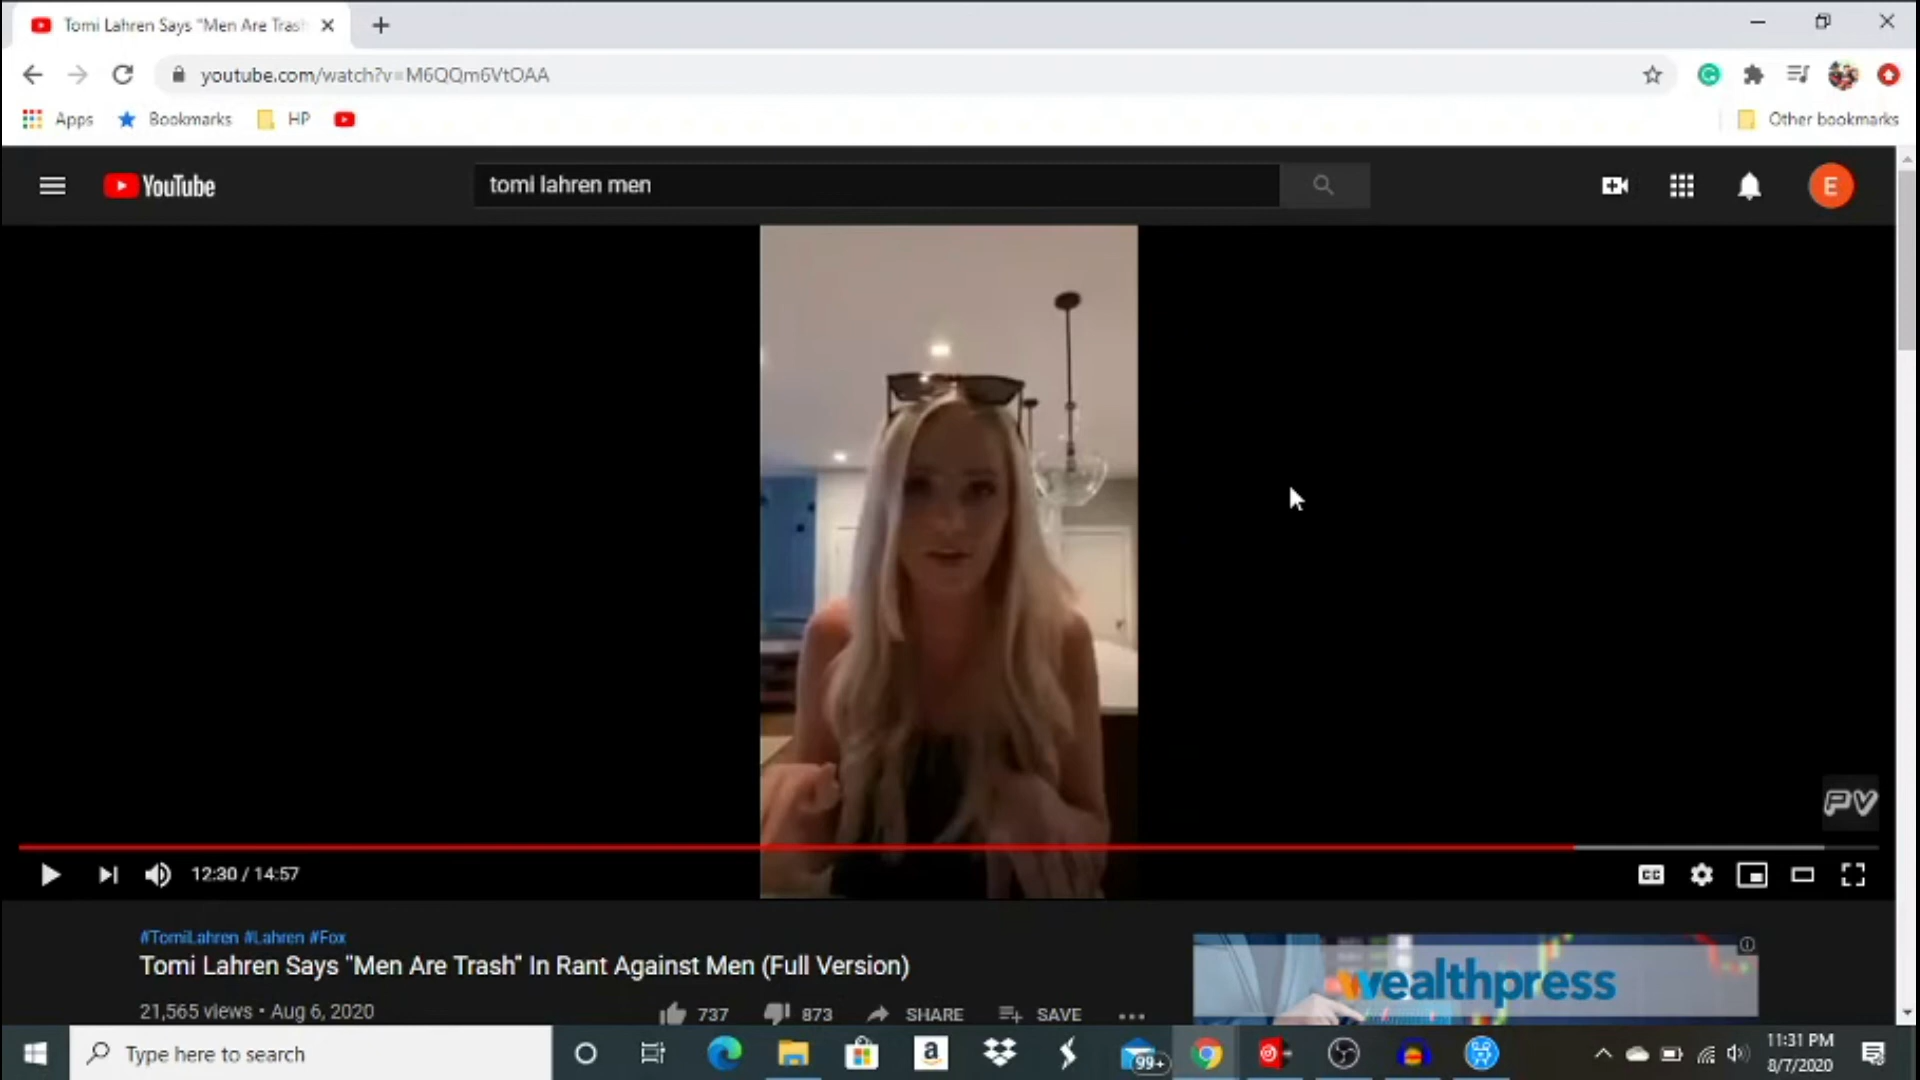 Tomi Lahren Says "Men Are Trash
youtube.com/watch?v=M6QQm6VtOAA
Apps
Bookmarks
HP
Other bookmarks
YouTube
tomi lahren men
E
PV
12:30 / 14:57
CC
#TomiLahren #Lahren #Fox
Tomi Lahren Says "Men Are Trash" In Rant Against Men (Full Version)
21,565 views • Aug 6, 2020
737
873
SHARE
SAVE
wealthpress
Type here to search
a
99+
11:31 PM
8/7/2020